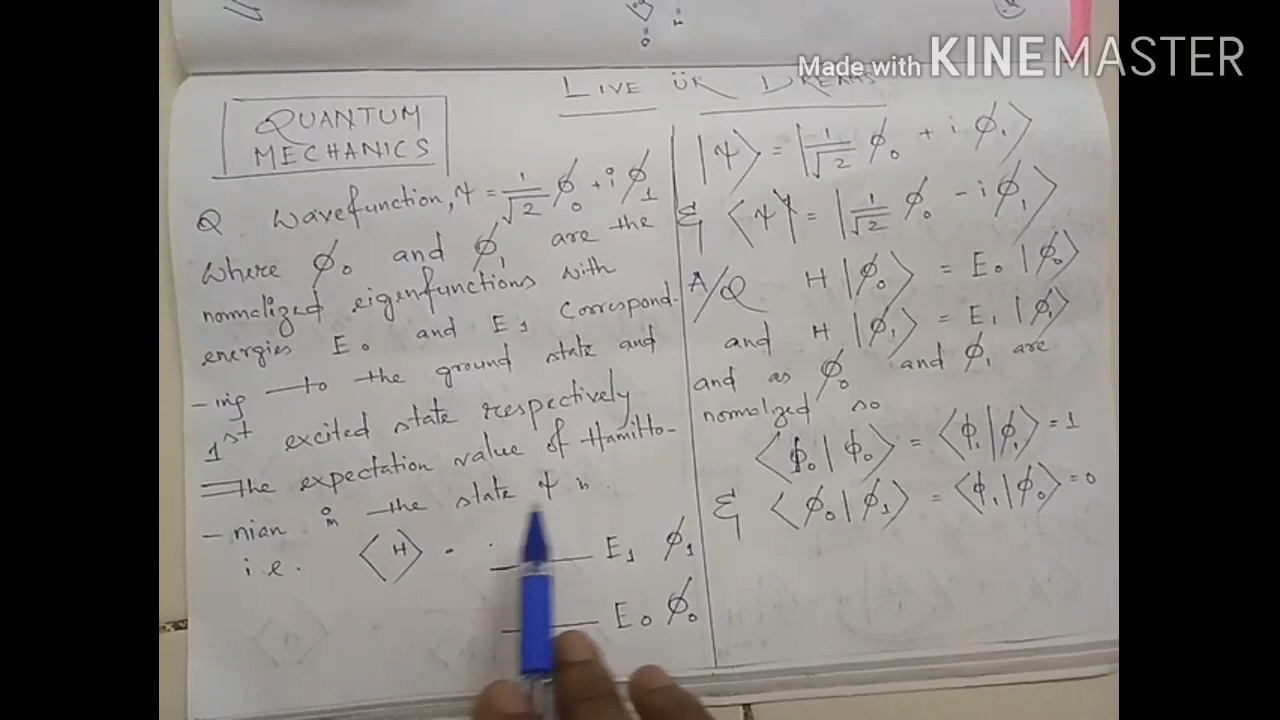 Made with KINEMASTER
LIVE ÜR DREAMS
QUANTUM
MECHANICS
Q Wavefunction, ψ = 1/√2 ϕ₀ + i ϕ₁
where ϕ₀ and ϕ₁ are the
normalized eigenfunctions with
energies E₀ and E₁ Correspond-
-ing to the ground state and
1st excited state respectively
The expectation value of Hamilto-
-nian in the state ψ is.
i.e. ⟨H⟩ -
E₁ ϕ₁
E₀ ϕ₀
|ψ⟩ = |1/√2 ϕ₀ + i ϕ₁⟩
& ⟨ψ| = |1/√2 ϕ₀ - i ϕ₁⟩
A/Q H |ϕ₀⟩ = E₀ |ϕ₀⟩
and H |ϕ₁⟩ = E₁ |ϕ₁⟩
and as ϕ₀ and ϕ₁ are
normalized so
⟨ϕ₀|ϕ₀⟩ = ⟨ϕ₁|ϕ₁⟩ = 1
& ⟨ϕ₀|ϕ₁⟩ = ⟨ϕ₁|ϕ₀⟩ = 0